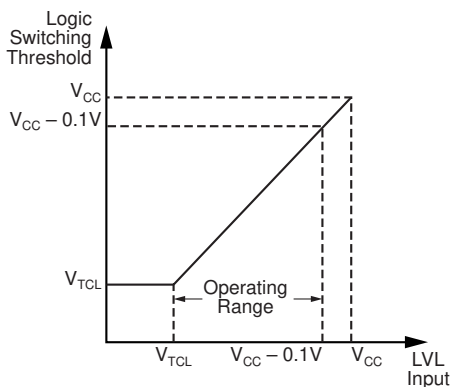 Logic
Switching
Threshold
V_CC
V_CC – 0.1V
V_TCL
Operating
Range
V_TCL
V_CC – 0.1V
V_CC
LVL
Input